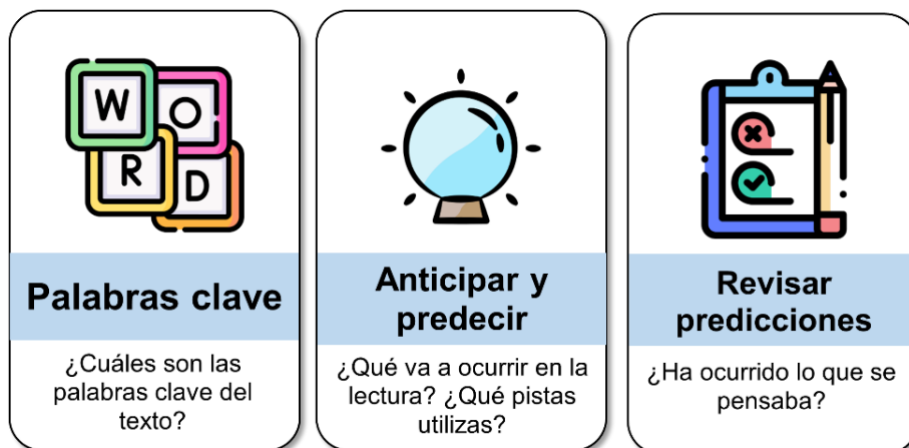 W O
R D
Palabras clave
¿Cuáles son las
palabras clave del
texto?
Anticipar y
predecir
¿Qué va a ocurrir en la
lectura? ¿Qué pistas
utilizas?
Revisar
predicciones
¿Ha ocurrido lo que se
pensaba?